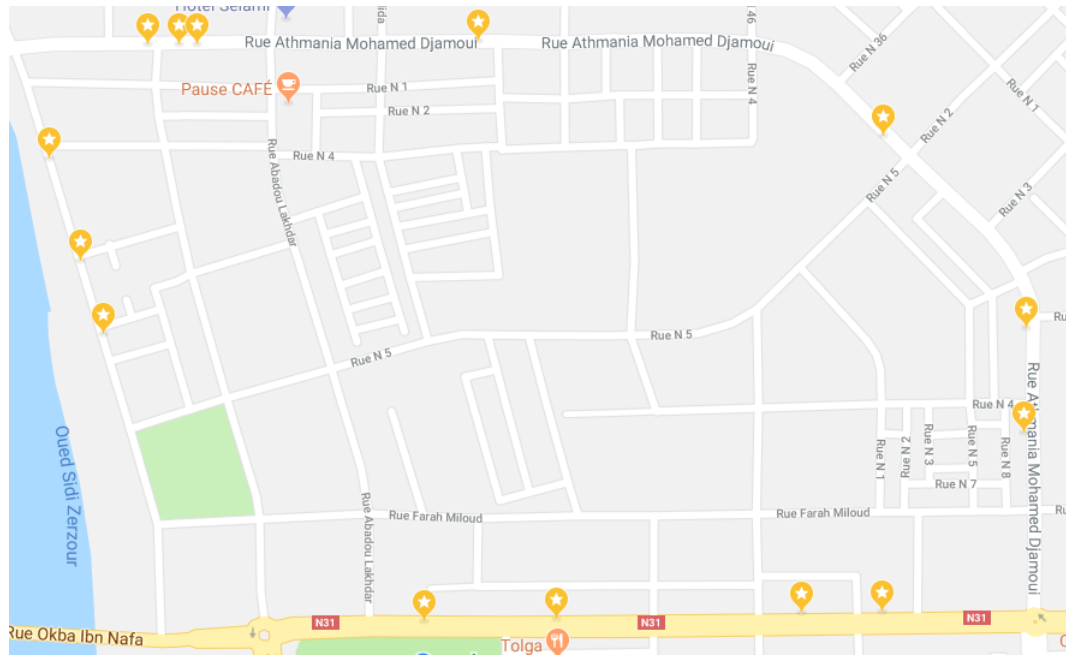 Hotel Selami
46
Rue Athmania Mohamed Djamoui
Rue Athmania Mohamed Djamoui
Rue N 36
Pause CAFÉ
Rue N 1
Rue N 4
Rue N 1
Rue N 2
Rue N 2
Rue N 4
Rue Abadou Lakhdar
Rue N 5
Rue N 3
Rue N 5
Rue N 5
Rue Athmania Mohamed Djamoui
Rue N 4
Oued Sidi Zerzour
Rue N 1
Rue N 2
Rue N 3
Rue N 5
Rue N 8
Rue N 7
Rue Abadou Lakhdar
Rue Farah Miloud
Rue Farah Miloud
N31
N31
N31
Rue Okba Ibn Nafa
Tolga